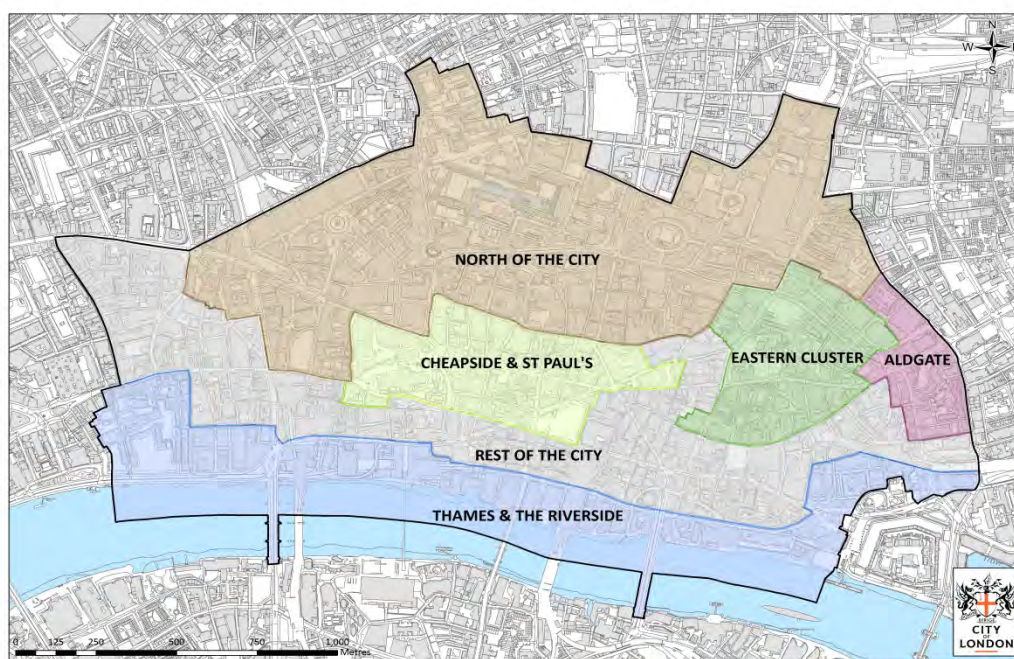 N
W
S
NORTH OF THE CITY
CHEAPSIDE & ST PAUL'S
EASTERN CLUSTER
ALDGATE
REST OF THE CITY
THAMES & THE RIVERSIDE
0 125 250 500 750 1,000
Metres
CITY
OF
LONDON